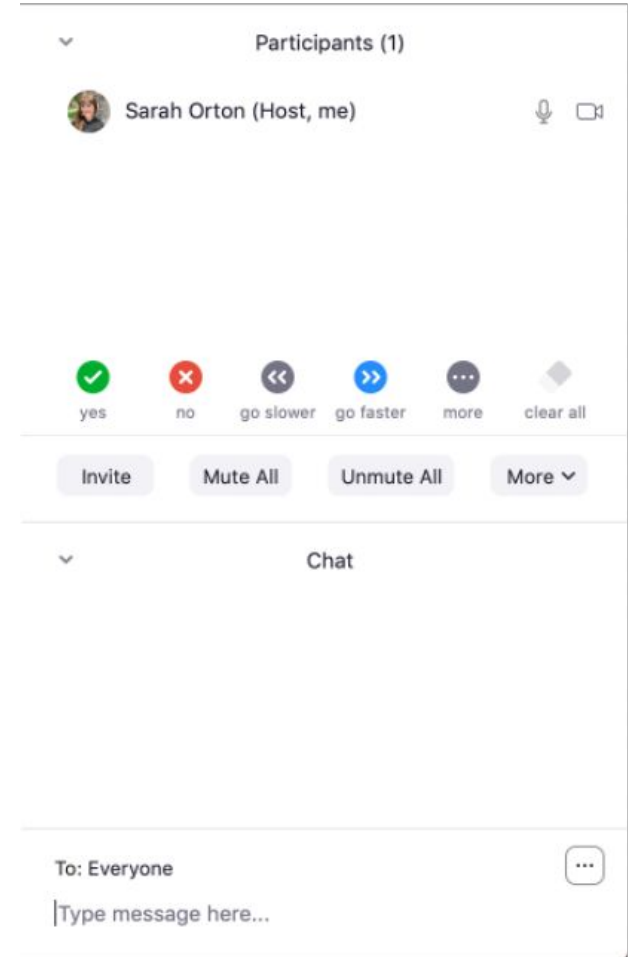 Participants (1)
Sarah Orton (Host, me)
yes no go slower go faster more clear all
Invite Mute All Unmute All More
Chat
To: Everyone
Type message here...